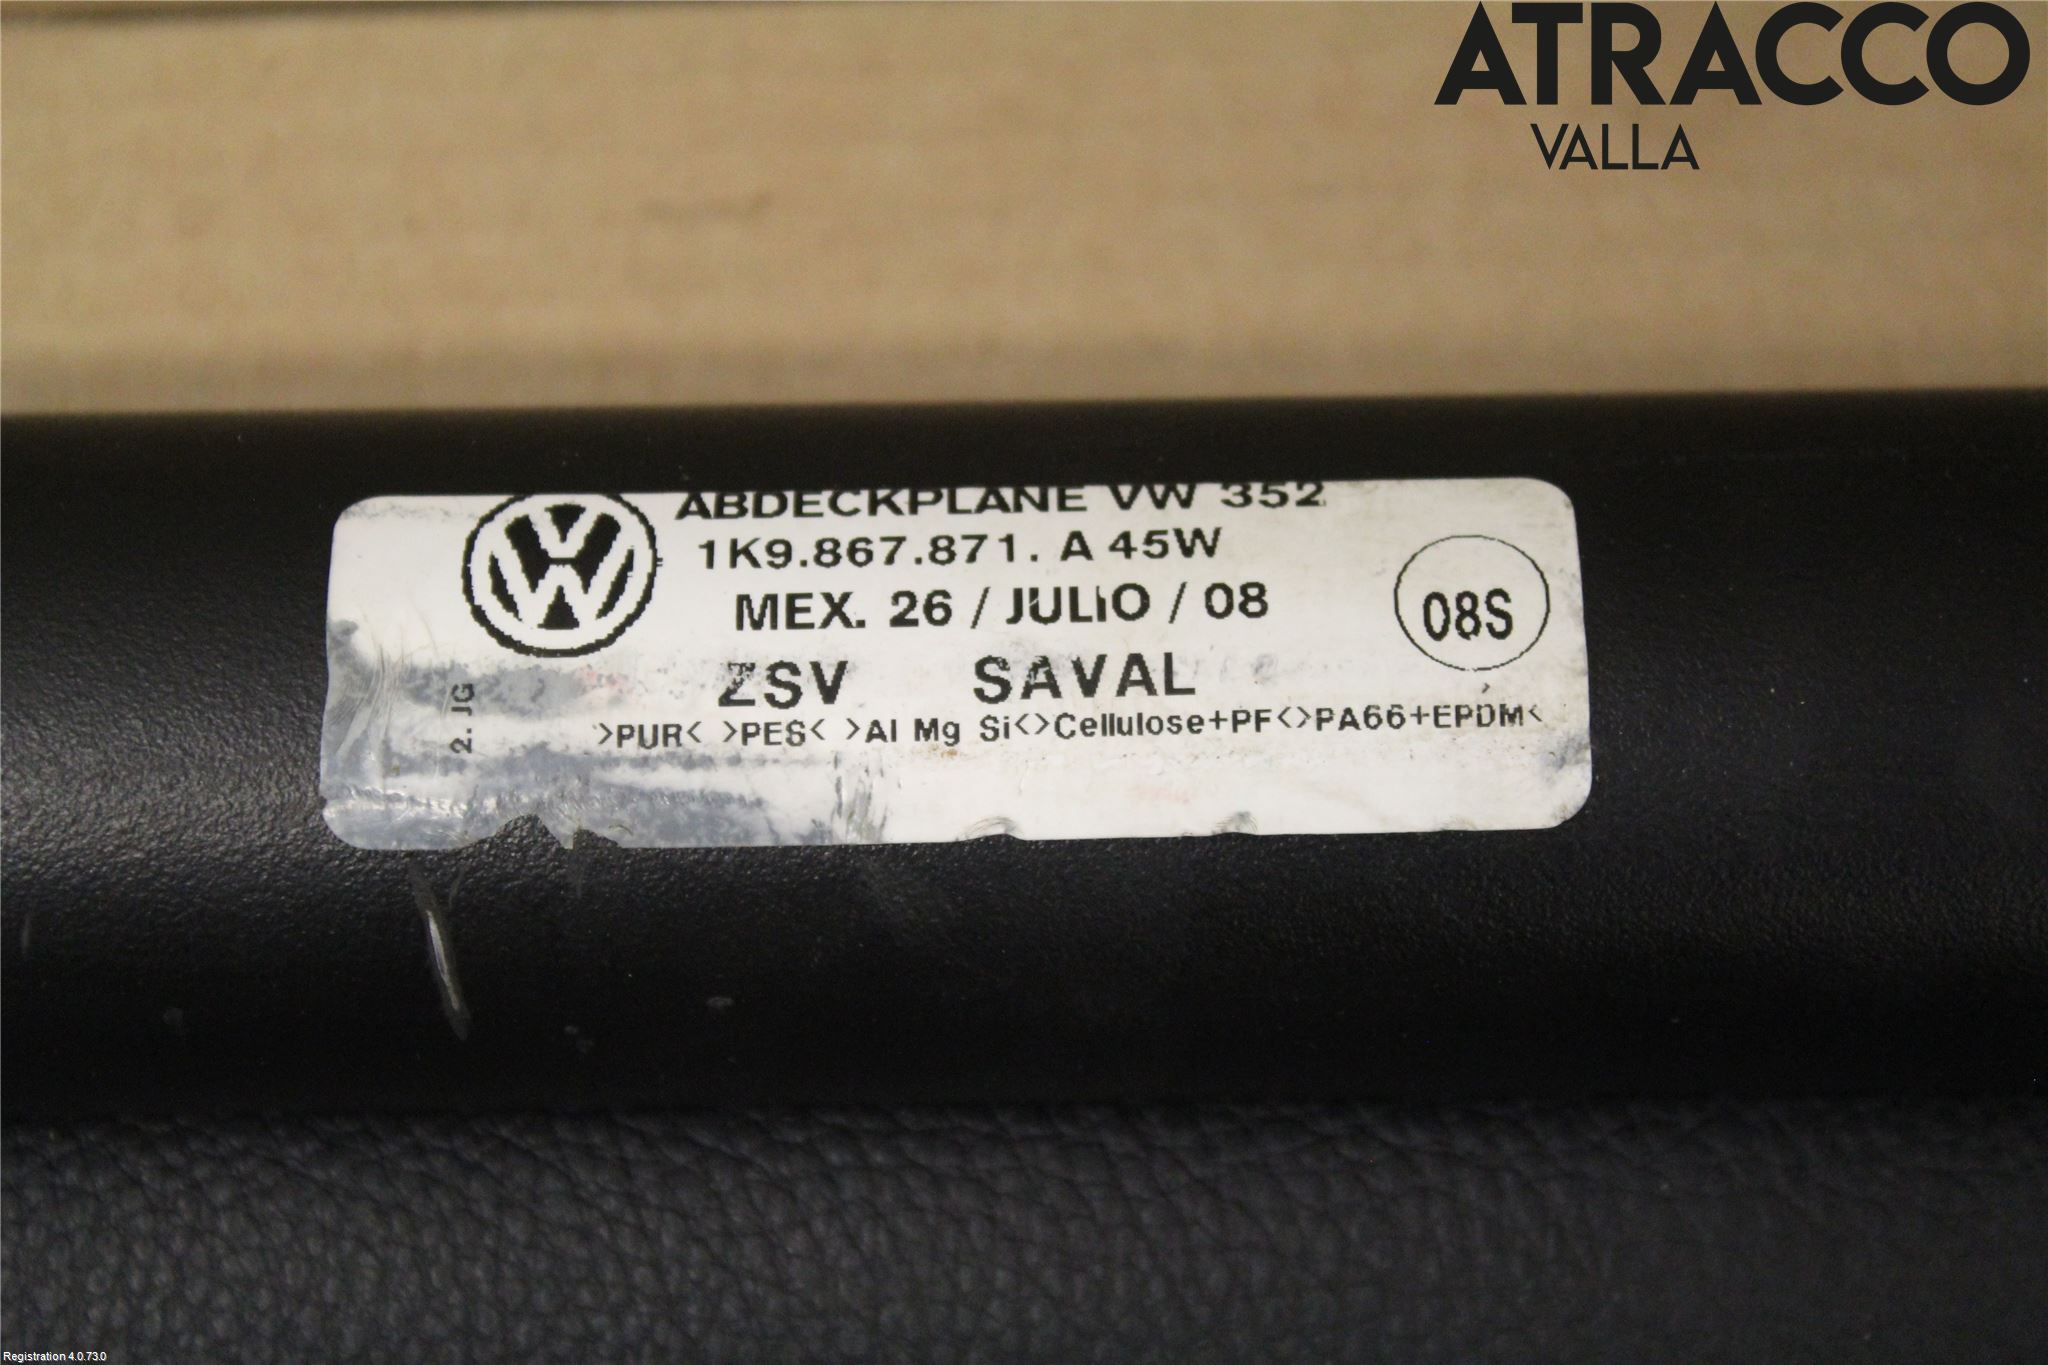 ATRACCO
VALLA
ABDECKPLANE VW 352
1K9.867.871. A 45W
MEX. 26 / JULIO / 08
08S
ZSV SAVAL
2. JG
>PUR< >PES< >Al Mg Si<>Cellulose+PF<>PA66+EPDM<
Registration 4.0.73.0